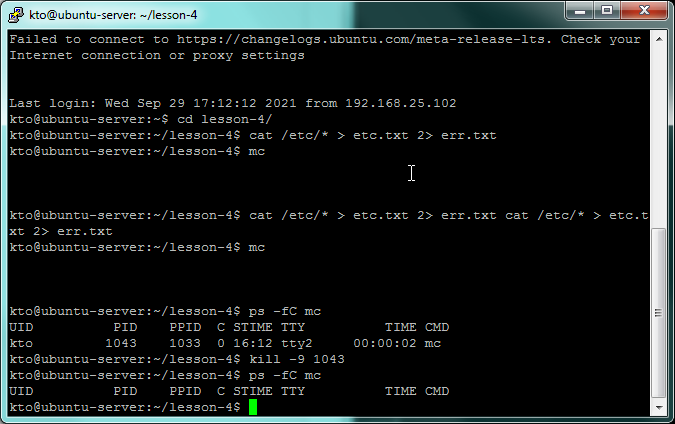 kto@ubuntu-server: ~/lesson-4
Failed to connect to https://changelogs.ubuntu.com/meta-release-lts. Check your
Internet connection or proxy settings
Last login: Wed Sep 29 17:12:12 2021 from 192.168.25.102
kto@ubuntu-server:~$ cd lesson-4/
kto@ubuntu-server:~/lesson-4$ cat /etc/* > etc.txt 2> err.txt
kto@ubuntu-server:~/lesson-4$ mc
kto@ubuntu-server:~/lesson-4$ cat /etc/* > etc.txt 2> err.txt cat /etc/* > etc.t
xt 2> err.txt
kto@ubuntu-server:~/lesson-4$ mc
kto@ubuntu-server:~/lesson-4$ ps -fC mc
UID          PID    PPID  C STIME TTY          TIME CMD
kto         1043    1033  0 16:12 tty2     00:00:02 mc
kto@ubuntu-server:~/lesson-4$ kill -9 1043
kto@ubuntu-server:~/lesson-4$ ps -fC mc
UID          PID    PPID  C STIME TTY          TIME CMD
kto@ubuntu-server:~/lesson-4$